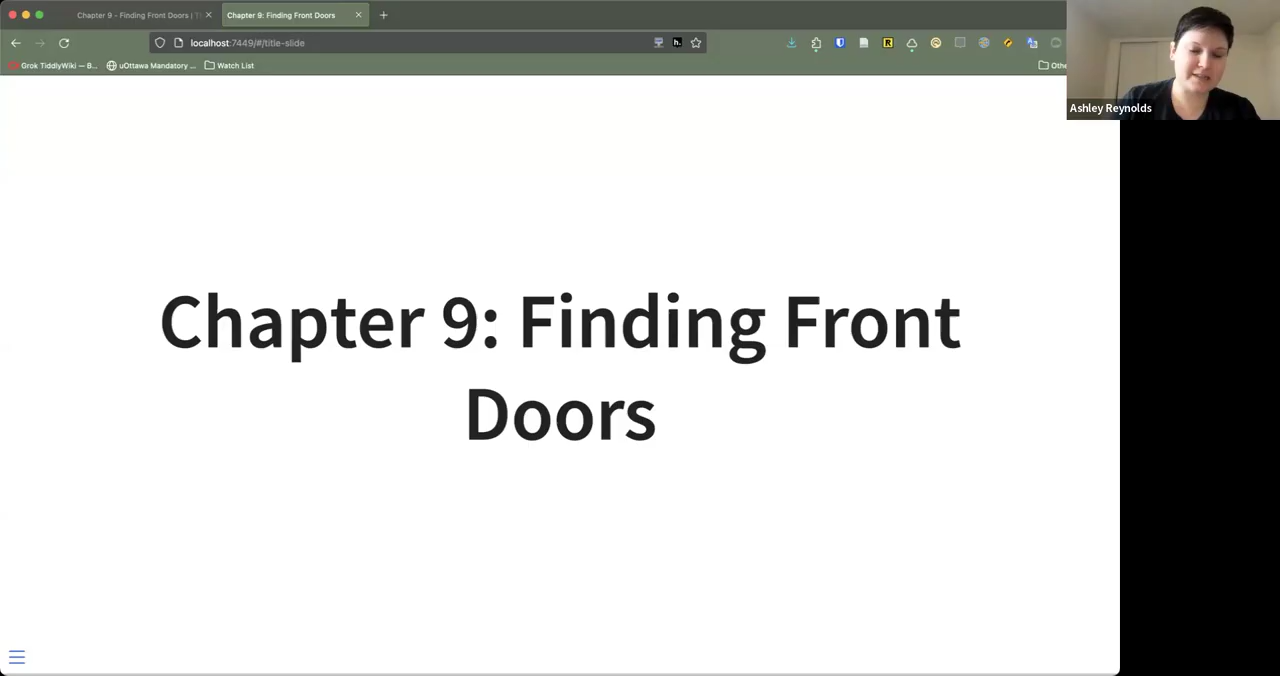 Chapter 9 - Finding Front Doors | T
Chapter 9: Finding Front Doors
localhost:7449/#/title-slide
h.
R
Grok TiddlyWiki — B...
uOttawa Mandatory ...
Watch List
Othe
Ashley Reynolds
Chapter 9: Finding Front
Doors